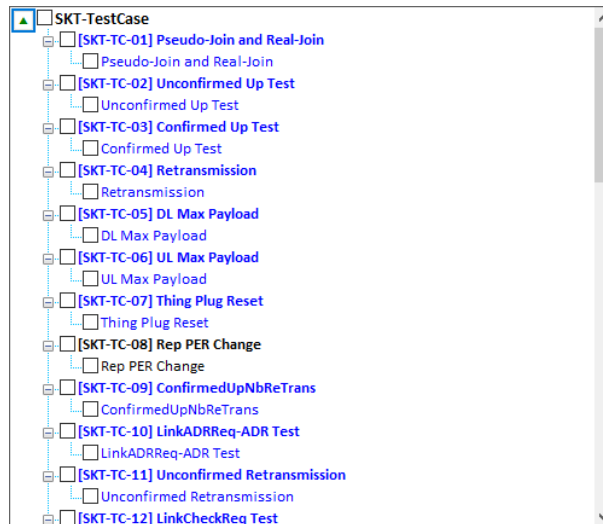 SKT-TestCase
[SKT-TC-01] Pseudo-Join and Real-Join
Pseudo-Join and Real-Join
[SKT-TC-02] Unconfirmed Up Test
Unconfirmed Up Test
[SKT-TC-03] Confirmed Up Test
Confirmed Up Test
[SKT-TC-04] Retransmission
Retransmission
[SKT-TC-05] DL Max Payload
DL Max Payload
[SKT-TC-06] UL Max Payload
UL Max Payload
[SKT-TC-07] Thing Plug Reset
Thing Plug Reset
[SKT-TC-08] Rep PER Change
Rep PER Change
[SKT-TC-09] ConfirmedUpNbReTrans
ConfirmedUpNbReTrans
[SKT-TC-10] LinkADRReq-ADR Test
LinkADRReq-ADR Test
[SKT-TC-11] Unconfirmed Retransmission
Unconfirmed Retransmission
[SKT-TC-12] LinkCheckReq Test